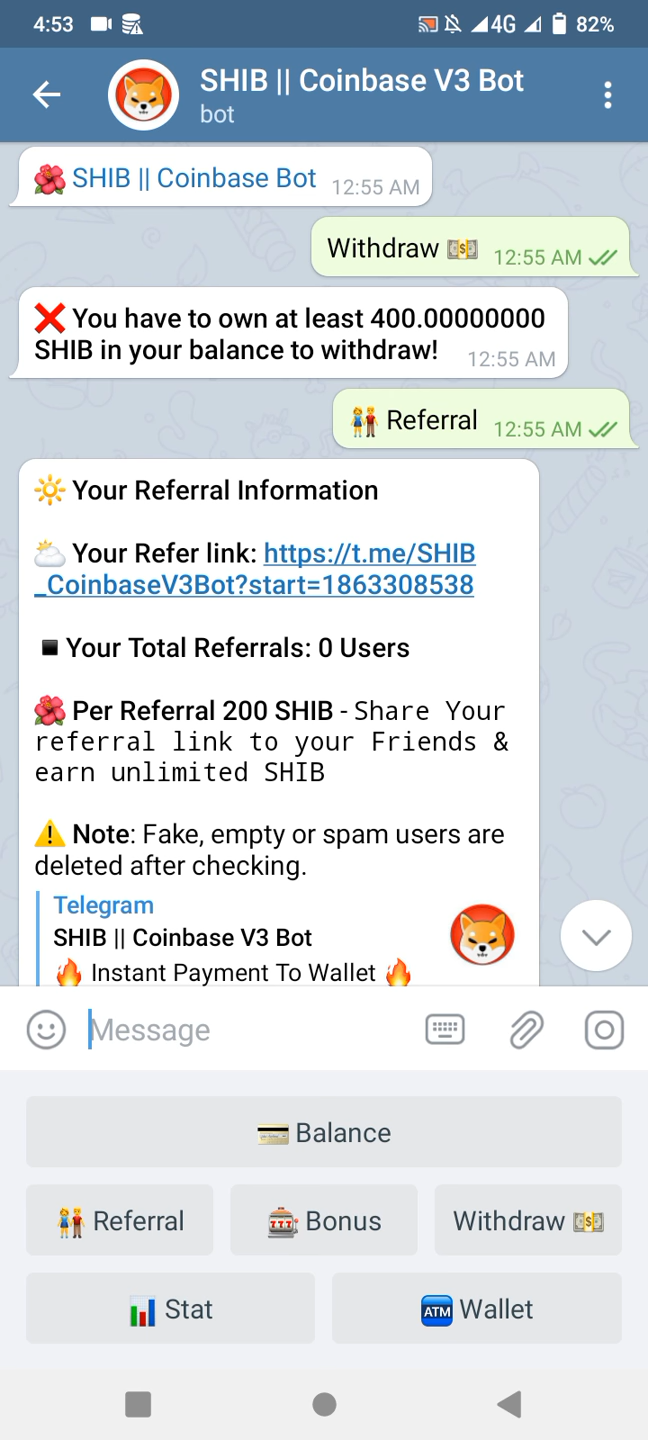 4:53 4G 82%
SHIB || Coinbase V3 Bot
bot
🌺 SHIB || Coinbase Bot 12:55 AM
Withdraw 💵 12:55 AM
❌ You have to own at least 400.00000000
SHIB in your balance to withdraw! 12:55 AM
👫 Referral 12:55 AM
🔆 Your Referral Information
🌥 Your Refer link: https://t.me/SHIB
_CoinbaseV3Bot?start=1863308538
◾ Your Total Referrals: 0 Users
🌺 Per Referral 200 SHIB - Share Your
referral link to your Friends &
earn unlimited SHIB
⚠️ Note: Fake, empty or spam users are
deleted after checking.
Telegram
SHIB || Coinbase V3 Bot
🔥 Instant Payment To Wallet 🔥
Message
💳 Balance
👫 Referral
🎰 Bonus
Withdraw 💵
📊 Stat
🏧 Wallet